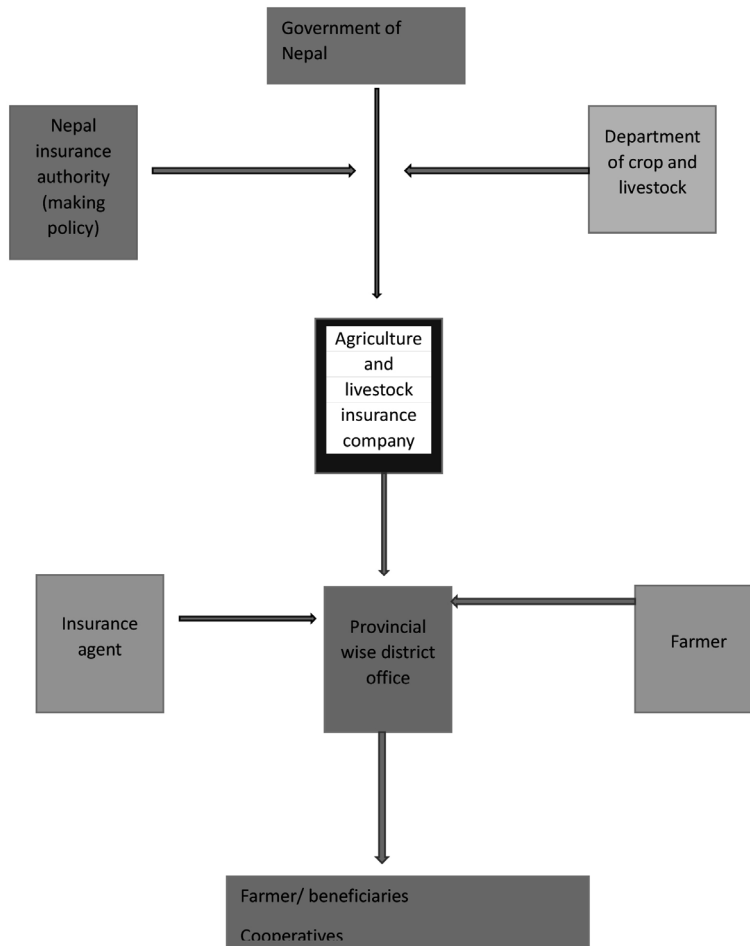 Government of
Nepal
Nepal
insurance
authority
(making
policy)
Department
of crop and
livestock
Agriculture
and
livestock
insurance
company
Insurance
agent
Provincial
wise district
office
Farmer
Farmer/ beneficiaries
Cooperatives